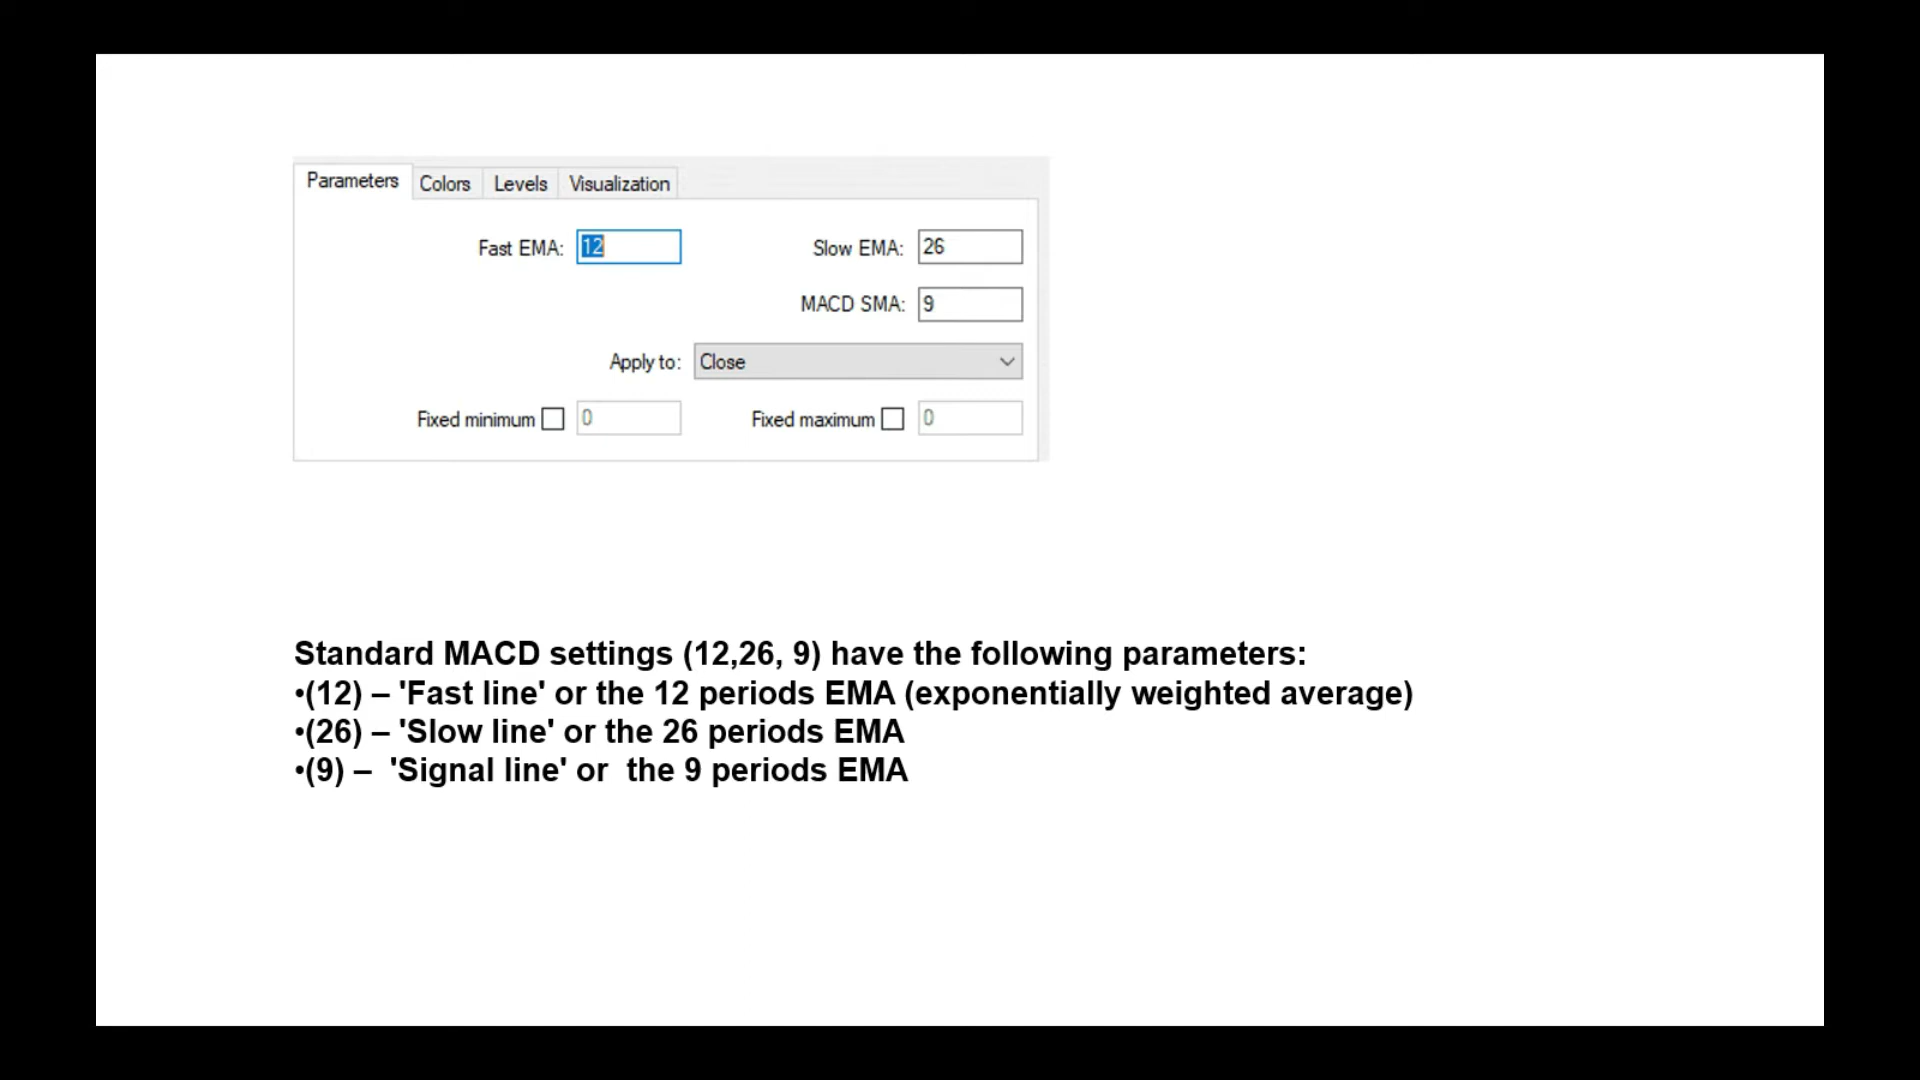 Parameters Colors Levels Visualization
Fast EMA: 12 Slow EMA: 26
MACD SMA: 9
Apply to: Close
Fixed minimum 0 Fixed maximum 0
Standard MACD settings (12,26, 9) have the following parameters:
•(12) – 'Fast line' or the 12 periods EMA (exponentially weighted average)
•(26) – 'Slow line' or the 26 periods EMA
•(9) –  'Signal line' or  the 9 periods EMA